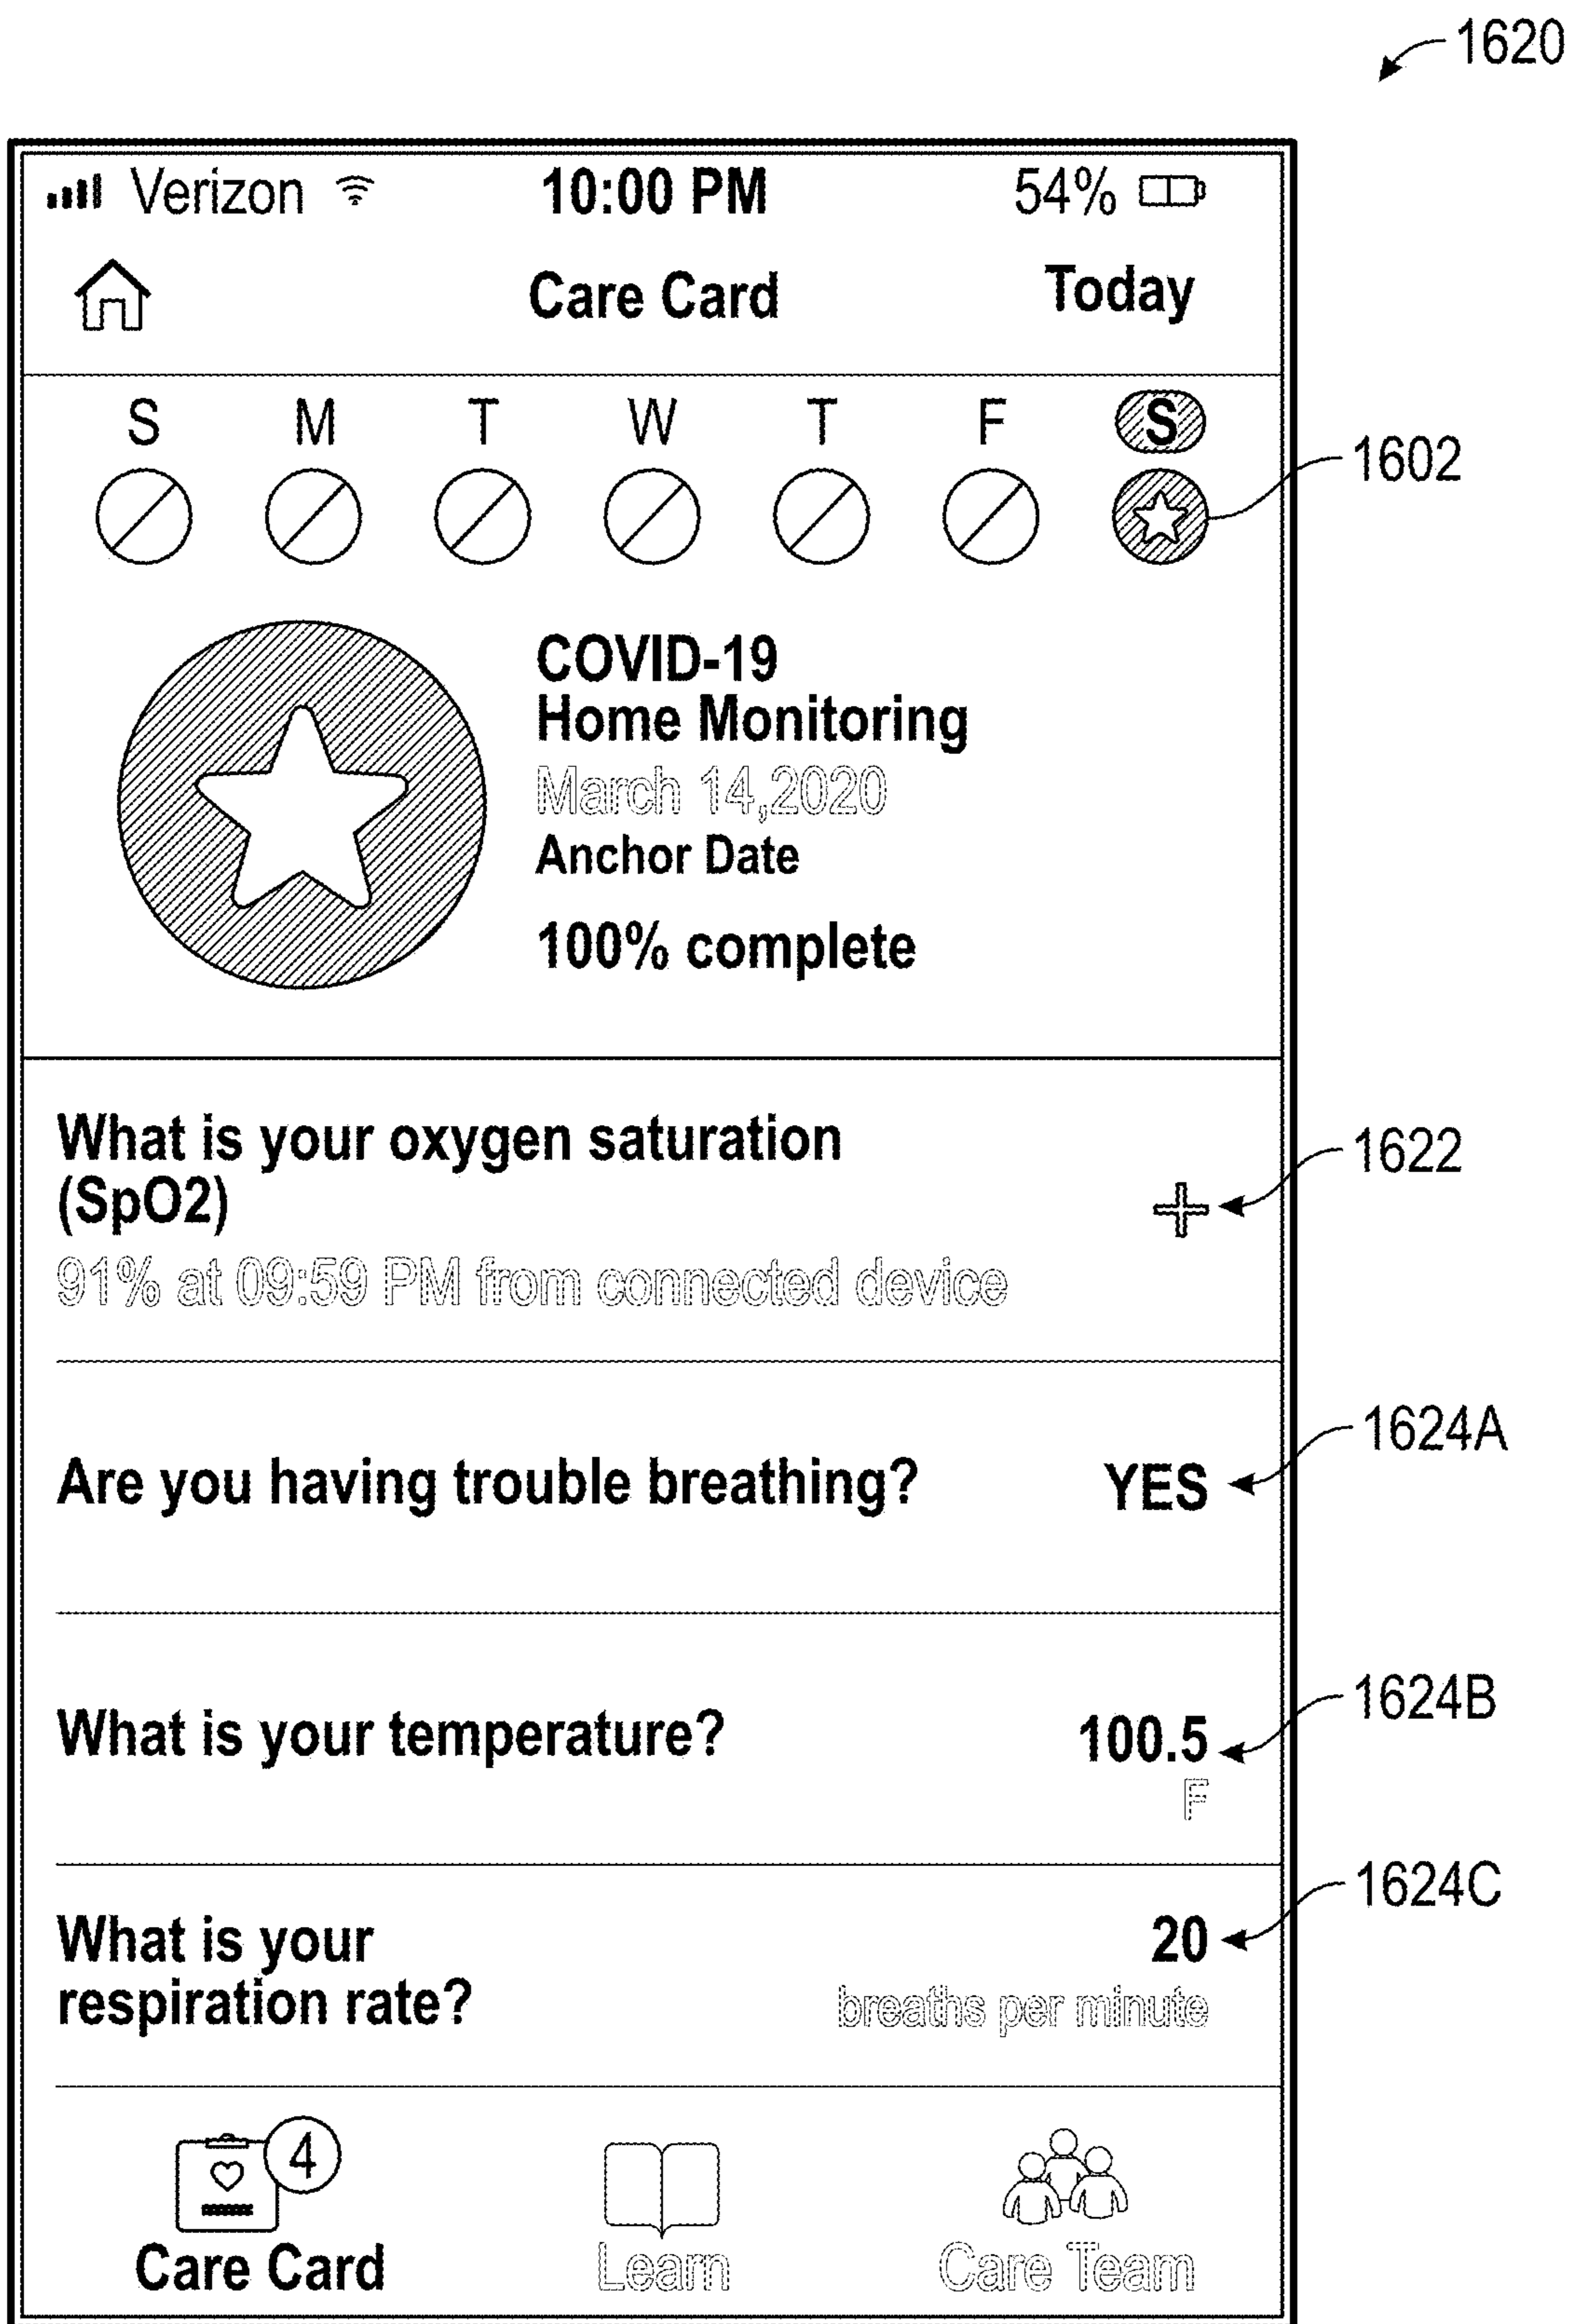 1620
Verizon 10:00 PM 54%
Care Card Today
S M T W T F S
1602
COVID-19
Home Monitoring
March 14,2020
Anchor Date
100% complete
What is your oxygen saturation
(SpO2)
1622
91% at 09:59 PM from connected device
Are you having trouble breathing? YES
1624A
What is your temperature? 100.5
1624B
F
What is your 20
1624C
respiration rate? breaths per minute
4
Care Card Learn Care Team